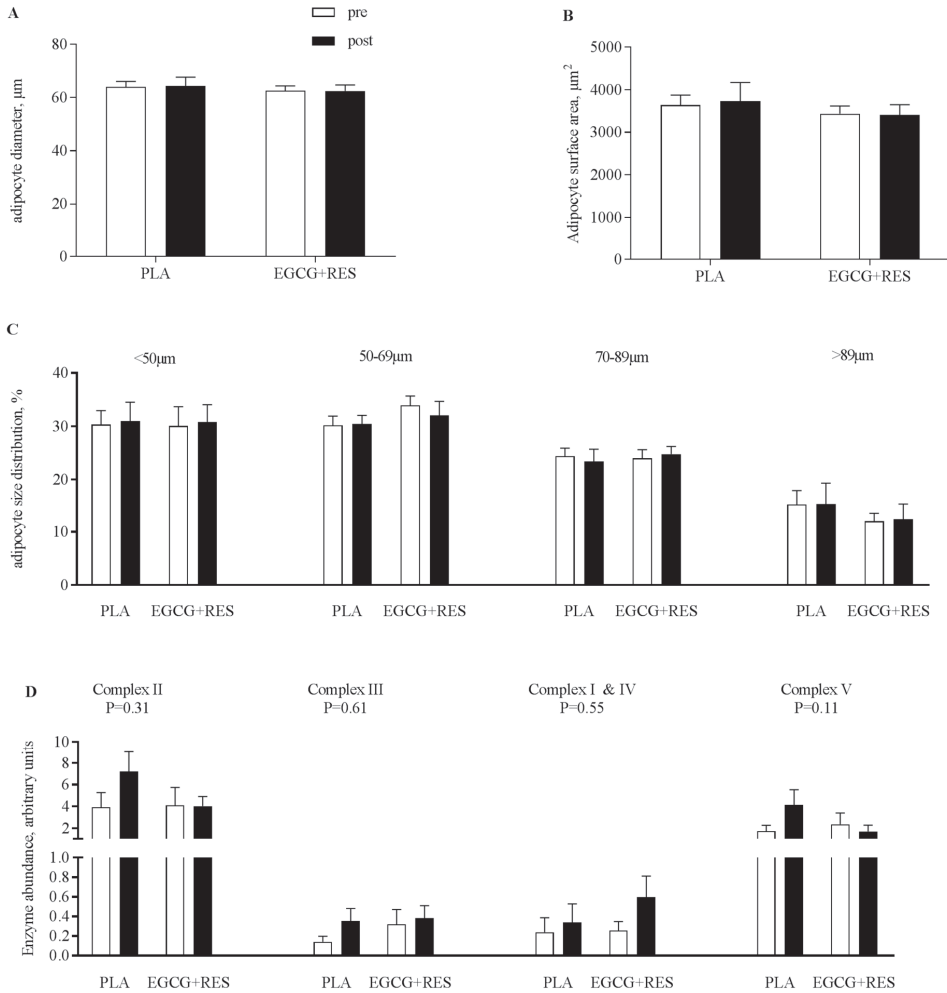 A
pre
post
adipocyte diameter, µm
80
60
40
20
0
PLA
EGCG+RES
B
Adipocyte surface area, µm²
5000
4000
3000
2000
1000
0
PLA
EGCG+RES
C
<50µm
50-69µm
70-89µm
>89µm
adipocyte size distribution, %
40
30
20
10
0
PLA EGCG+RES PLA EGCG+RES PLA EGCG+RES PLA EGCG+RES
D
Complex II
P=0.31
Complex III
P=0.61
Complex I & IV
P=0.55
Complex V
P=0.11
Enzyme abundance, arbitrary units
10
8
6
4
2
1.0
0.8
0.6
0.4
0.2
0.0
PLA EGCG+RES PLA EGCG+RES PLA EGCG+RES PLA EGCG+RES